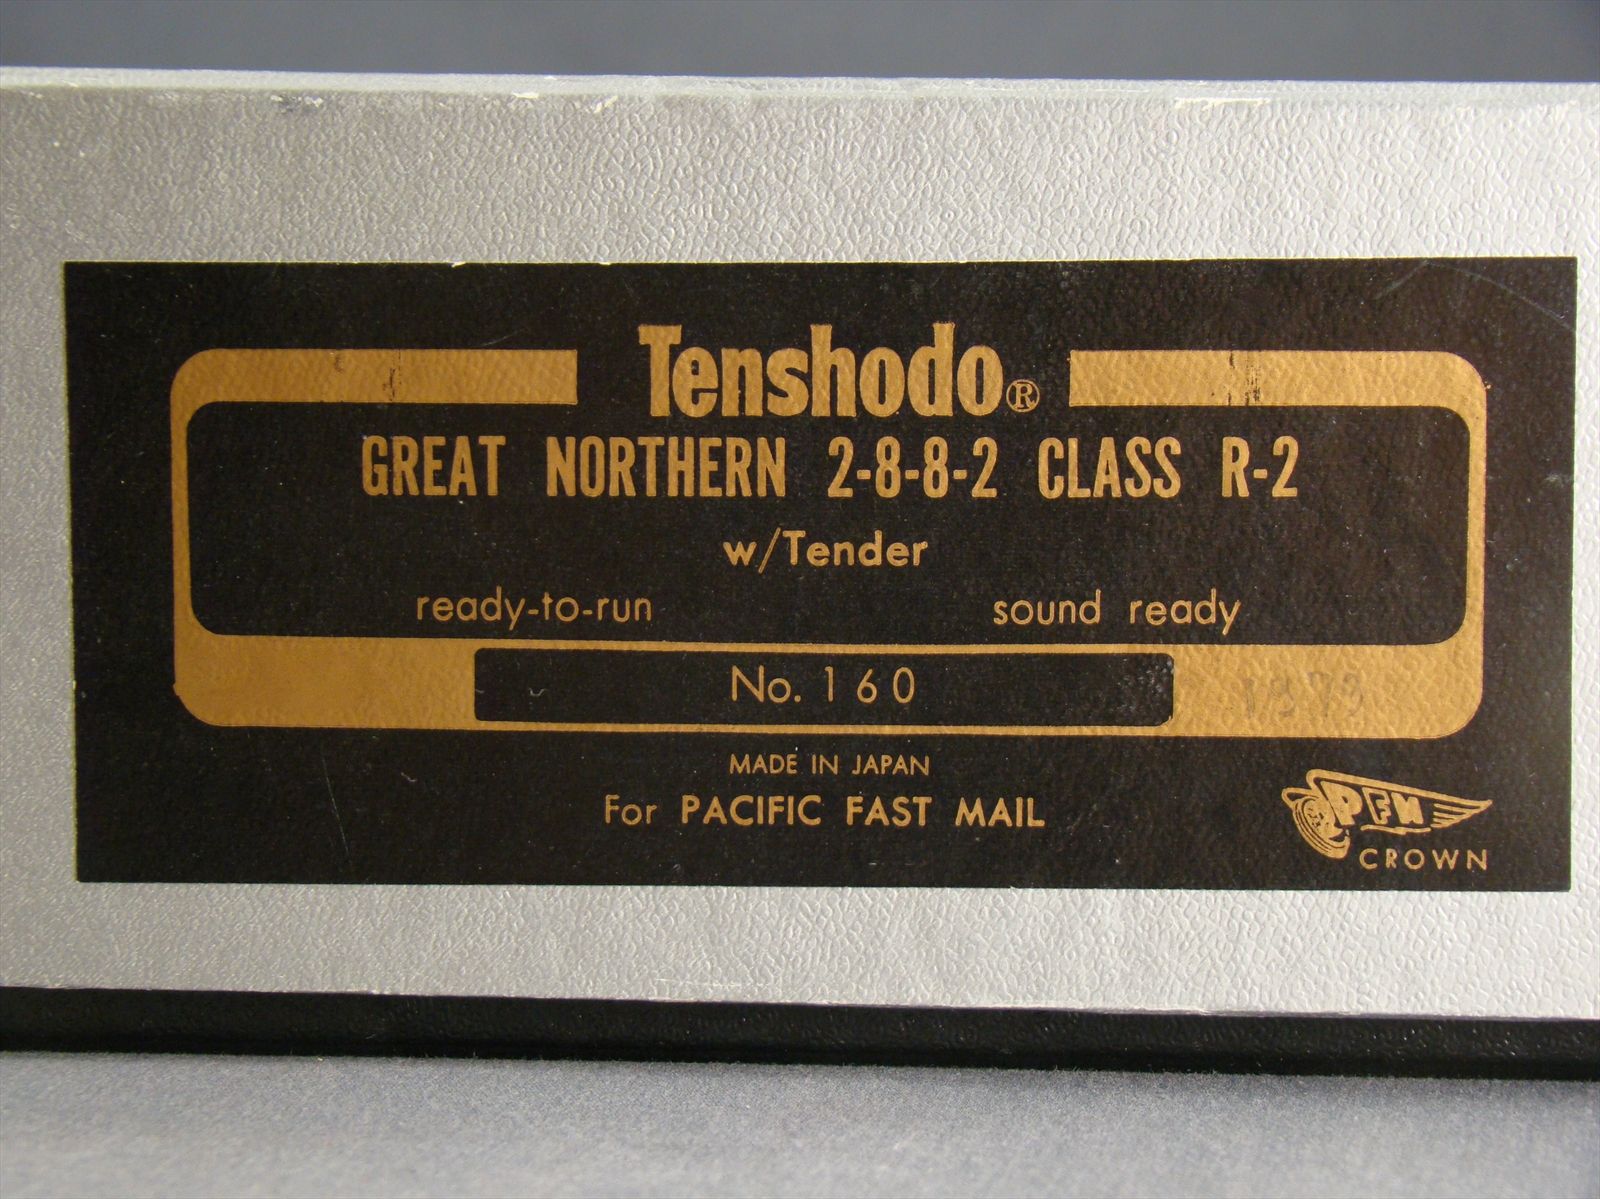 Tenshodo®
GREAT NORTHERN 2-8-8-2 CLASS R-2
w/Tender
ready-to-run sound ready
No. 160
1973
MADE IN JAPAN
For PACIFIC FAST MAIL
PFM
CROWN